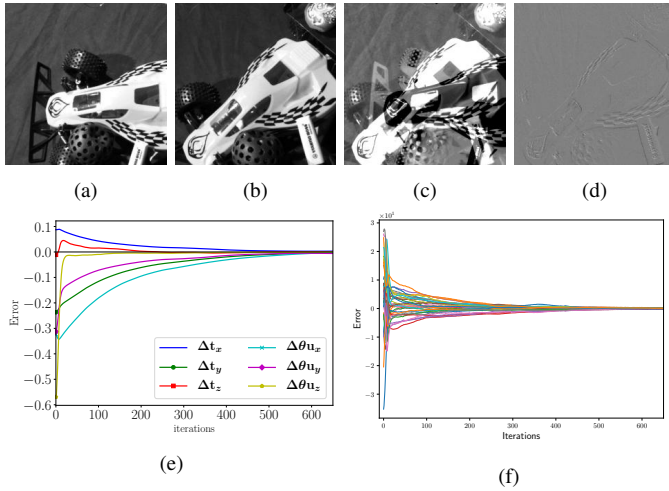 (a) (b) (c) (d)
0.1
0.0
−0.1
−0.2
−0.3
−0.4
−0.5
−0.6
Error
0 100 200 300 400 500 600
iterations
Δt_x Δθu_x
Δt_y Δθu_y
Δt_z Δθu_z
(e)
3
2
1
0
−1
−2
−3
Error
0 100 200 300 400 500 600
Iterations
(f)